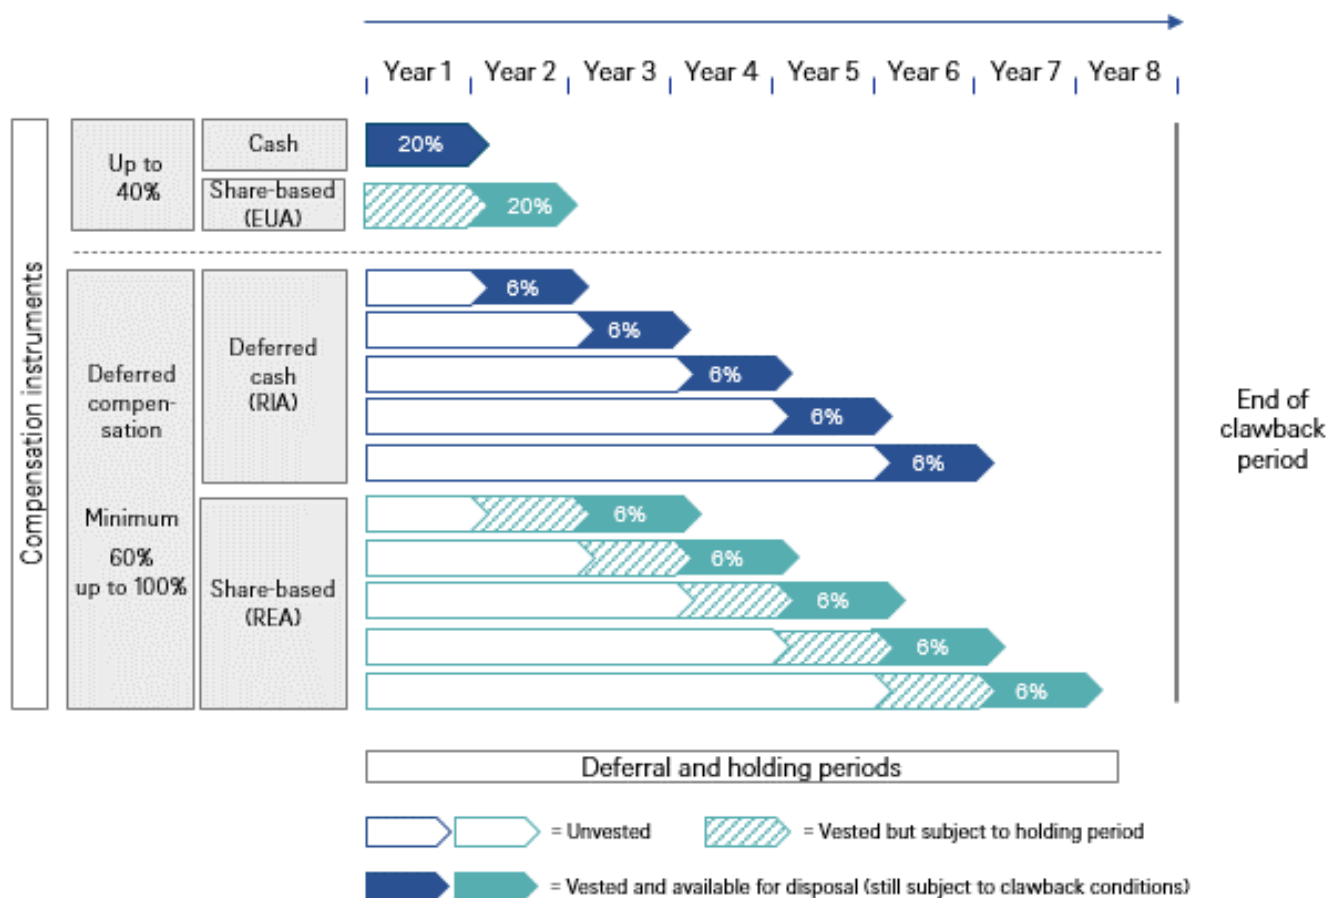 Year 1 Year 2 Year 3 Year 4 Year 5 Year 6 Year 7 Year 8
Compensation instruments
Up to
40%
Cash
20%
Share-based
(EUA)
20%
Deferred
compen-
sation
Minimum
60%
up to 100%
Deferred
cash
(RIA)
6%
6%
6%
6%
6%
Share-based
(REA)
6%
6%
6%
6%
6%
End of
clawback
period
Deferral and holding periods
= Unvested
= Vested but subject to holding period
= Vested and available for disposal (still subject to clawback conditions)